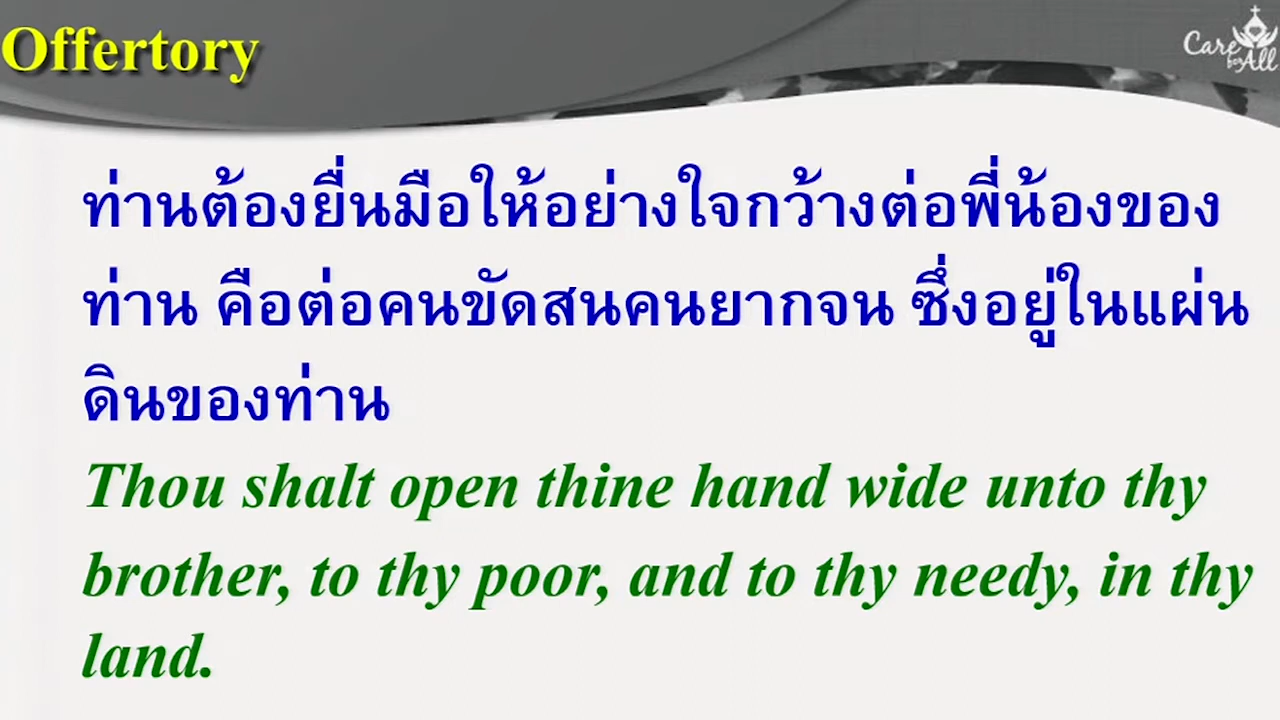 Offertory
Care
for All
ท่านต้องยื่นมือให้อย่างใจกว้างต่อพี่น้องของ
ท่าน คือต่อคนขัดสนคนยากจน ซึ่งอยู่ในแผ่น
ดินของท่าน
Thou shalt open thine hand wide unto thy
brother, to thy poor, and to thy needy, in thy
land.